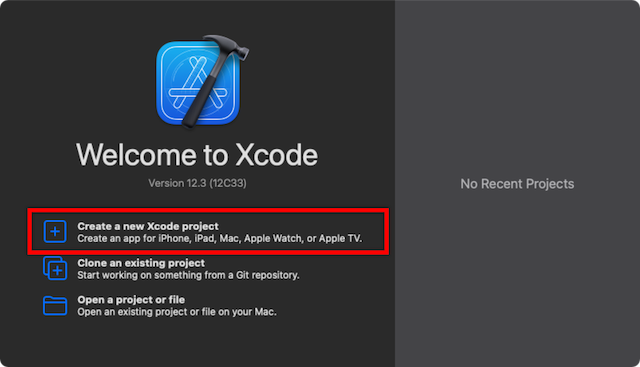 Welcome to Xcode
Version 12.3 (12C33)
Create a new Xcode project
Create an app for iPhone, iPad, Mac, Apple Watch, or Apple TV.
Clone an existing project
Start working on something from a Git repository.
Open a project or file
Open an existing project or file on your Mac.
No Recent Projects